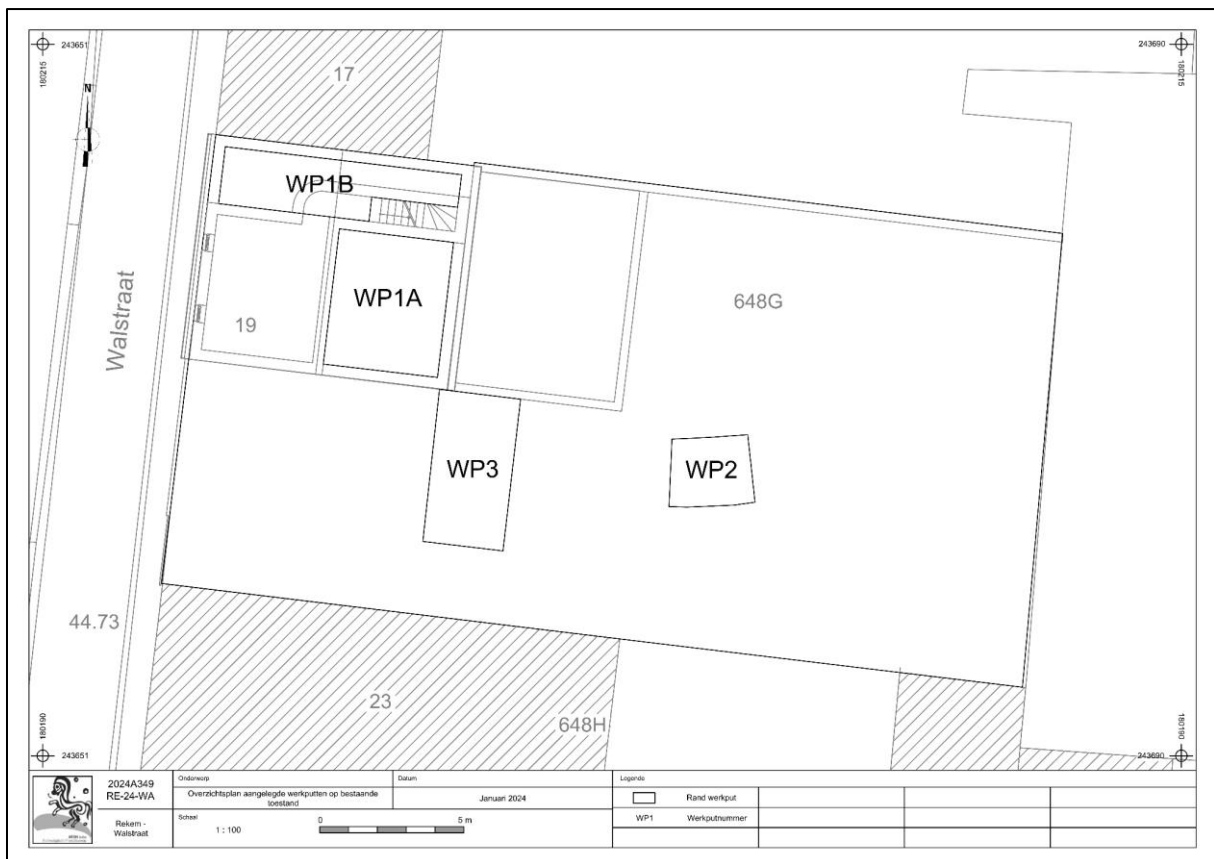 243651
243690
180215
180215
N
17
WP1B
WP1A
648G
19
Walstraat
WP3
WP2
44.73
23
648H
180190
180190
243651
243690
2024A349
RE-24-WA
Rekem -
Walstraat
Onderwerp
Overzichtsplan aangelegde werkputten op bestaande
toestand
Datum
Januari 2024
Schaal
1 : 100
0
5 m
Legende
Rand werkput
WP1
Werkputnummer